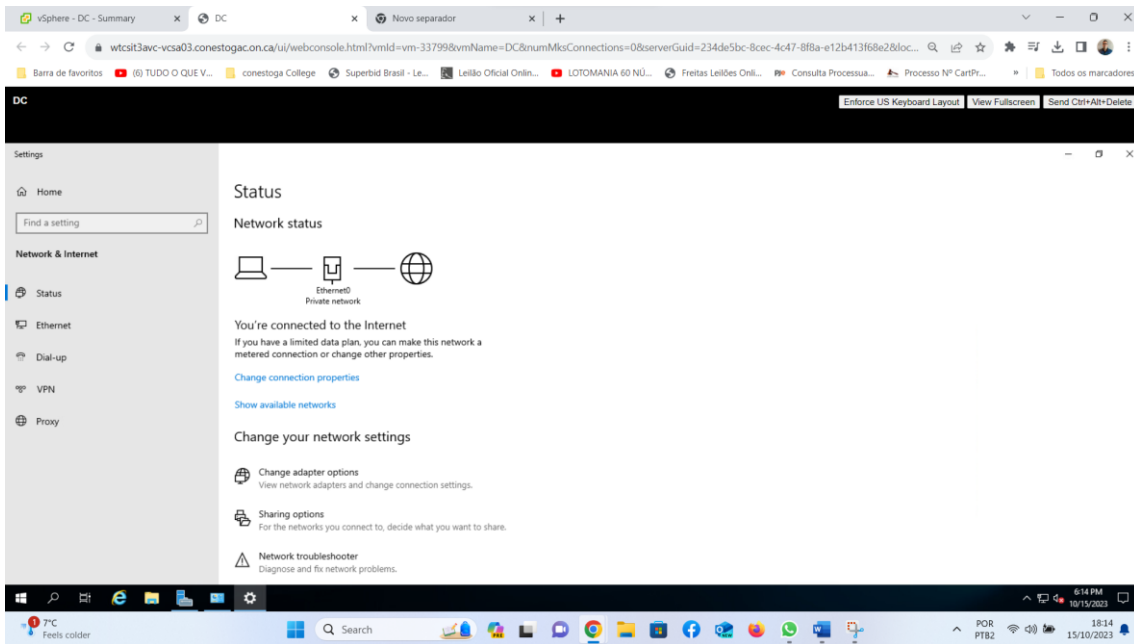 vSphere - DC - Summary
DC
Novo separador
wtcsit3avc-vcsa03.conestogac.on.ca/ui/webconsole.html?vmId=vm-33799&vmName=DC&numMksConnections=0&serverGuid=234de5bc-8cec-4c47-8f8a-e12b413f68e2&loc...
Barra de favoritos (6) TUDO O QUE V... conestoga College Superbid Brasil - Le... Leilão Oficial Onlin... LOTOMANIA 60 NÚ... Freitas Leilões Onli... Consulta Processua... Processo Nº CartPr... » Todos os marcadores
DC
Enforce US Keyboard Layout View Fullscreen Send Ctrl+Alt+Delete
Settings
Home
Find a setting
Network & Internet
Status
Ethernet
Dial-up
VPN
Proxy
Status
Network status
Ethernet0
Private network
You're connected to the Internet
If you have a limited data plan, you can make this network a
metered connection or change other properties.
Change connection properties
Show available networks
Change your network settings
Change adapter options
View network adapters and change connection settings.
Sharing options
For the networks you connect to, decide what you want to share.
Network troubleshooter
Diagnose and fix network problems.
6:14 PM
10/15/2023
1
7°C
Feels colder
Search
POR
PTB2
18:14
15/10/2023